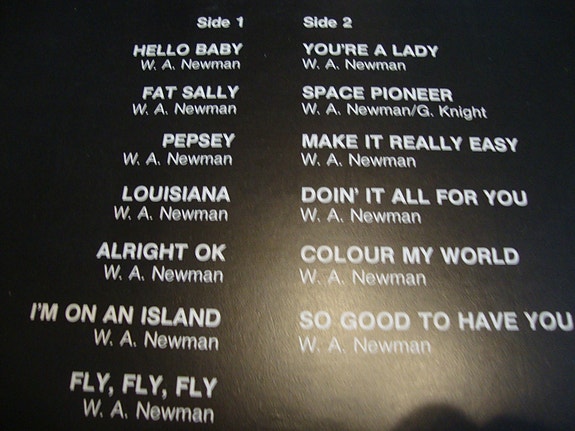 Side 1
HELLO BABY
W. A. Newman
FAT SALLY
W. A. Newman
PEPSEY
W. A. Newman
LOUISIANA
W. A. Newman
ALRIGHT OK
W. A. Newman
I'M ON AN ISLAND
W. A. Newman
FLY, FLY, FLY
W. A. Newman
Side 2
YOU'RE A LADY
W. A. Newman
SPACE PIONEER
W. A. Newman/G. Knight
MAKE IT REALLY EASY
W. A. Newman
DOIN' IT ALL FOR YOU
W. A. Newman
COLOUR MY WORLD
W. A. Newman
SO GOOD TO HAVE YOU
W. A. Newman